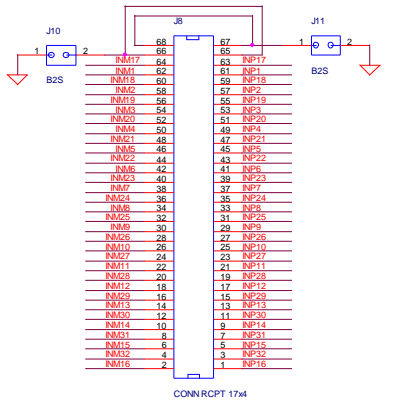 J10 J8 J11
68 67
1 2 66 65 1 2
INM17 64 63 INP17
INM1 62 61 INP1
INM18 60 59 INP18
B2S B2S
INM2 58 57 INP2
INM19 56 55 INP19
INM3 54 53 INP3
INM20 52 51 INP20
INM4 50 49 INP4
INM21 48 47 INP21
INM5 46 45 INP5
INM22 44 43 INP22
INM6 42 41 INP6
INM23 40 39 INP23
INM7 38 37 INP7
INM24 36 35 INP24
INM8 34 33 INP8
INM25 32 31 INP25
INM9 30 29 INP9
INM26 28 27 INP26
INM10 26 25 INP10
INM27 24 23 INP27
INM11 22 21 INP11
INM28 20 19 INP28
INM12 18 17 INP12
INM29 16 15 INP29
INM13 14 13 INP13
INM30 12 11 INP30
INM14 10 9 INP14
INM31 8 7 INP31
INM15 6 5 INP15
INM32 4 3 INP32
INM16 2 1 INP16
CONN RCPT 17x4